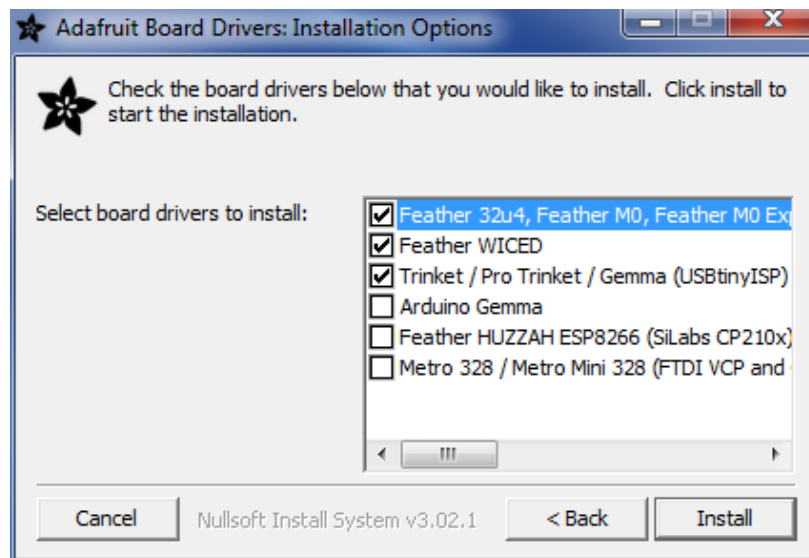 Adafruit Board Drivers: Installation Options
Check the board drivers below that you would like to install. Click install to
start the installation.
Select board drivers to install:
Feather 32u4, Feather M0, Feather M0 Ex
Feather WICED
Trinket / Pro Trinket / Gemma (USBtinyISP)
Arduino Gemma
Feather HUZZAH ESP8266 (SiLabs CP210x)
Metro 328 / Metro Mini 328 (FTDI VCP and
Cancel
Nullsoft Install System v3.02.1
< Back
Install